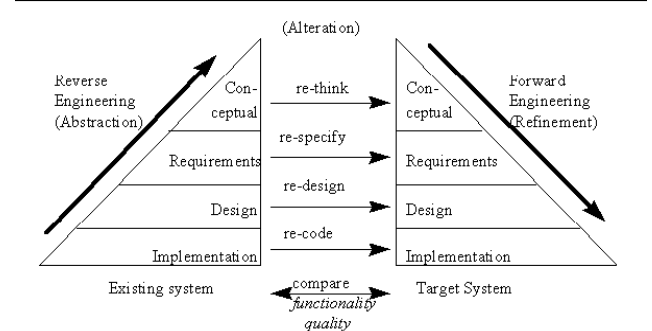 (Alteration)
Reverse
Engineering
(Abstraction)
Forward
Engineering
(Refinement)
Con-
ceptual
re-think
Con-
ceptual
re-specify
Requirements
Requirements
re-design
Design
Design
re-code
Implementation
Implementation
Existing system
compare
functionality
quality
Target System